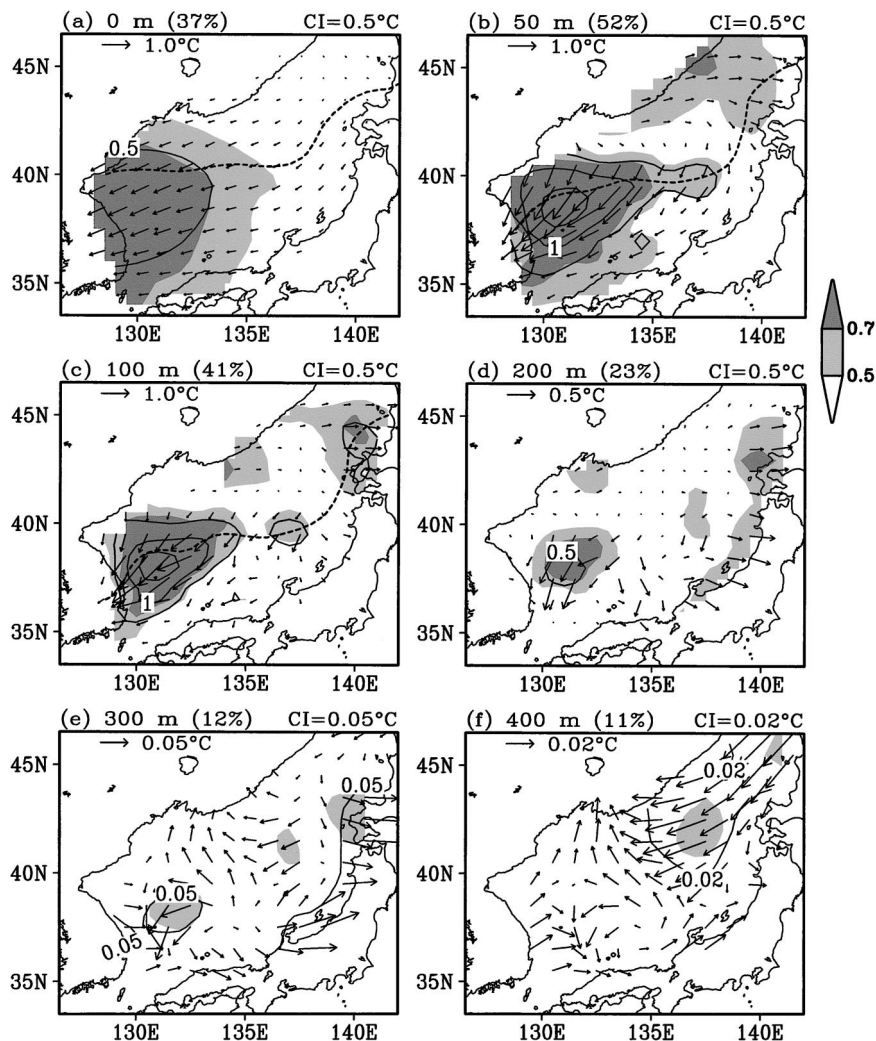 (a) 0 m (37%) CI=0.5°C
1.0°C
45N
40N
35N
0.5
130E 135E 140E
(b) 50 m (52%) CI=0.5°C
1.0°C
45N
40N
35N
1
130E 135E 140E
0.7
0.5
(c) 100 m (41%) CI=0.5°C
1.0°C
45N
40N
35N
1
130E 135E 140E
(d) 200 m (23%) CI=0.5°C
0.5°C
45N
40N
35N
0.5
130E 135E 140E
(e) 300 m (12%) CI=0.05°C
0.05°C
45N
0.05
40N
0.05
0.05
35N
130E 135E 140E
(f) 400 m (11%) CI=0.02°C
0.02°C
45N
0.02
40N
0.02
35N
130E 135E 140E